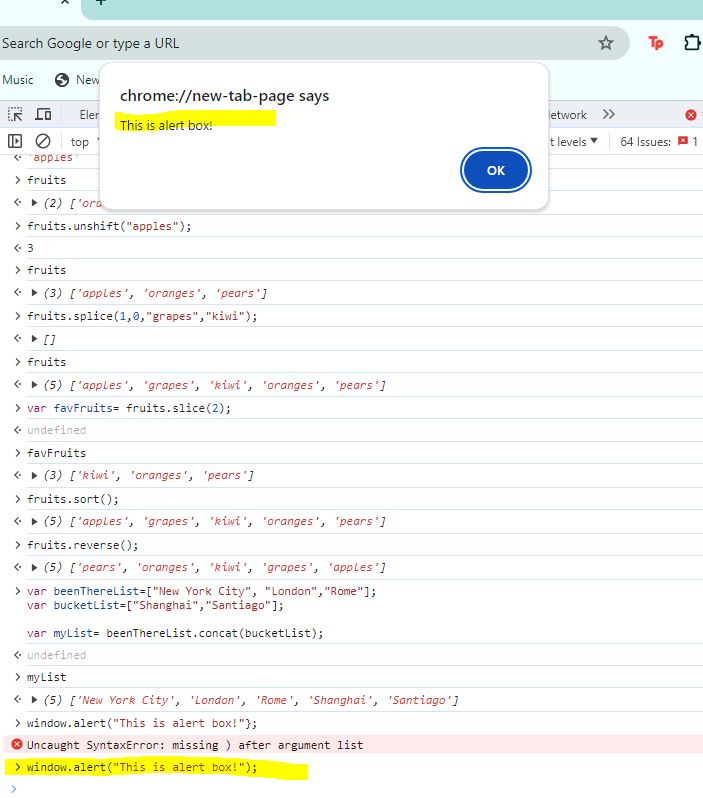 Search Google or type a URL
Tp
Music New
chrome://new-tab-page says
This is alert box!
OK
Eler
etwork
top
t levels ▼ 64 Issues: 1
'apples'
> fruits
▶ (2) ['ora
> fruits.unshift("apples");
3
> fruits
▶ (3) ['apples', 'oranges', 'pears']
> fruits.splice(1,0,"grapes","kiwi");
▶ []
> fruits
▶ (5) ['apples', 'grapes', 'kiwi', 'oranges', 'pears']
> var favFruits= fruits.slice(2);
undefined
> favFruits
▶ (3) ['kiwi', 'oranges', 'pears']
> fruits.sort();
▶ (5) ['apples', 'grapes', 'kiwi', 'oranges', 'pears']
> fruits.reverse();
▶ (5) ['pears', 'oranges', 'kiwi', 'grapes', 'apples']
> var beenThereList=["New York City", "London","Rome"];
var bucketList=["Shanghai","Santiago"];
var myList= beenThereList.concat(bucketList);
undefined
> myList
▶ (5) ['New York City', 'London', 'Rome', 'Shanghai', 'Santiago']
> window.alert("This is alert box!"};
Uncaught SyntaxError: missing ) after argument list
> window.alert("This is alert box!");
>